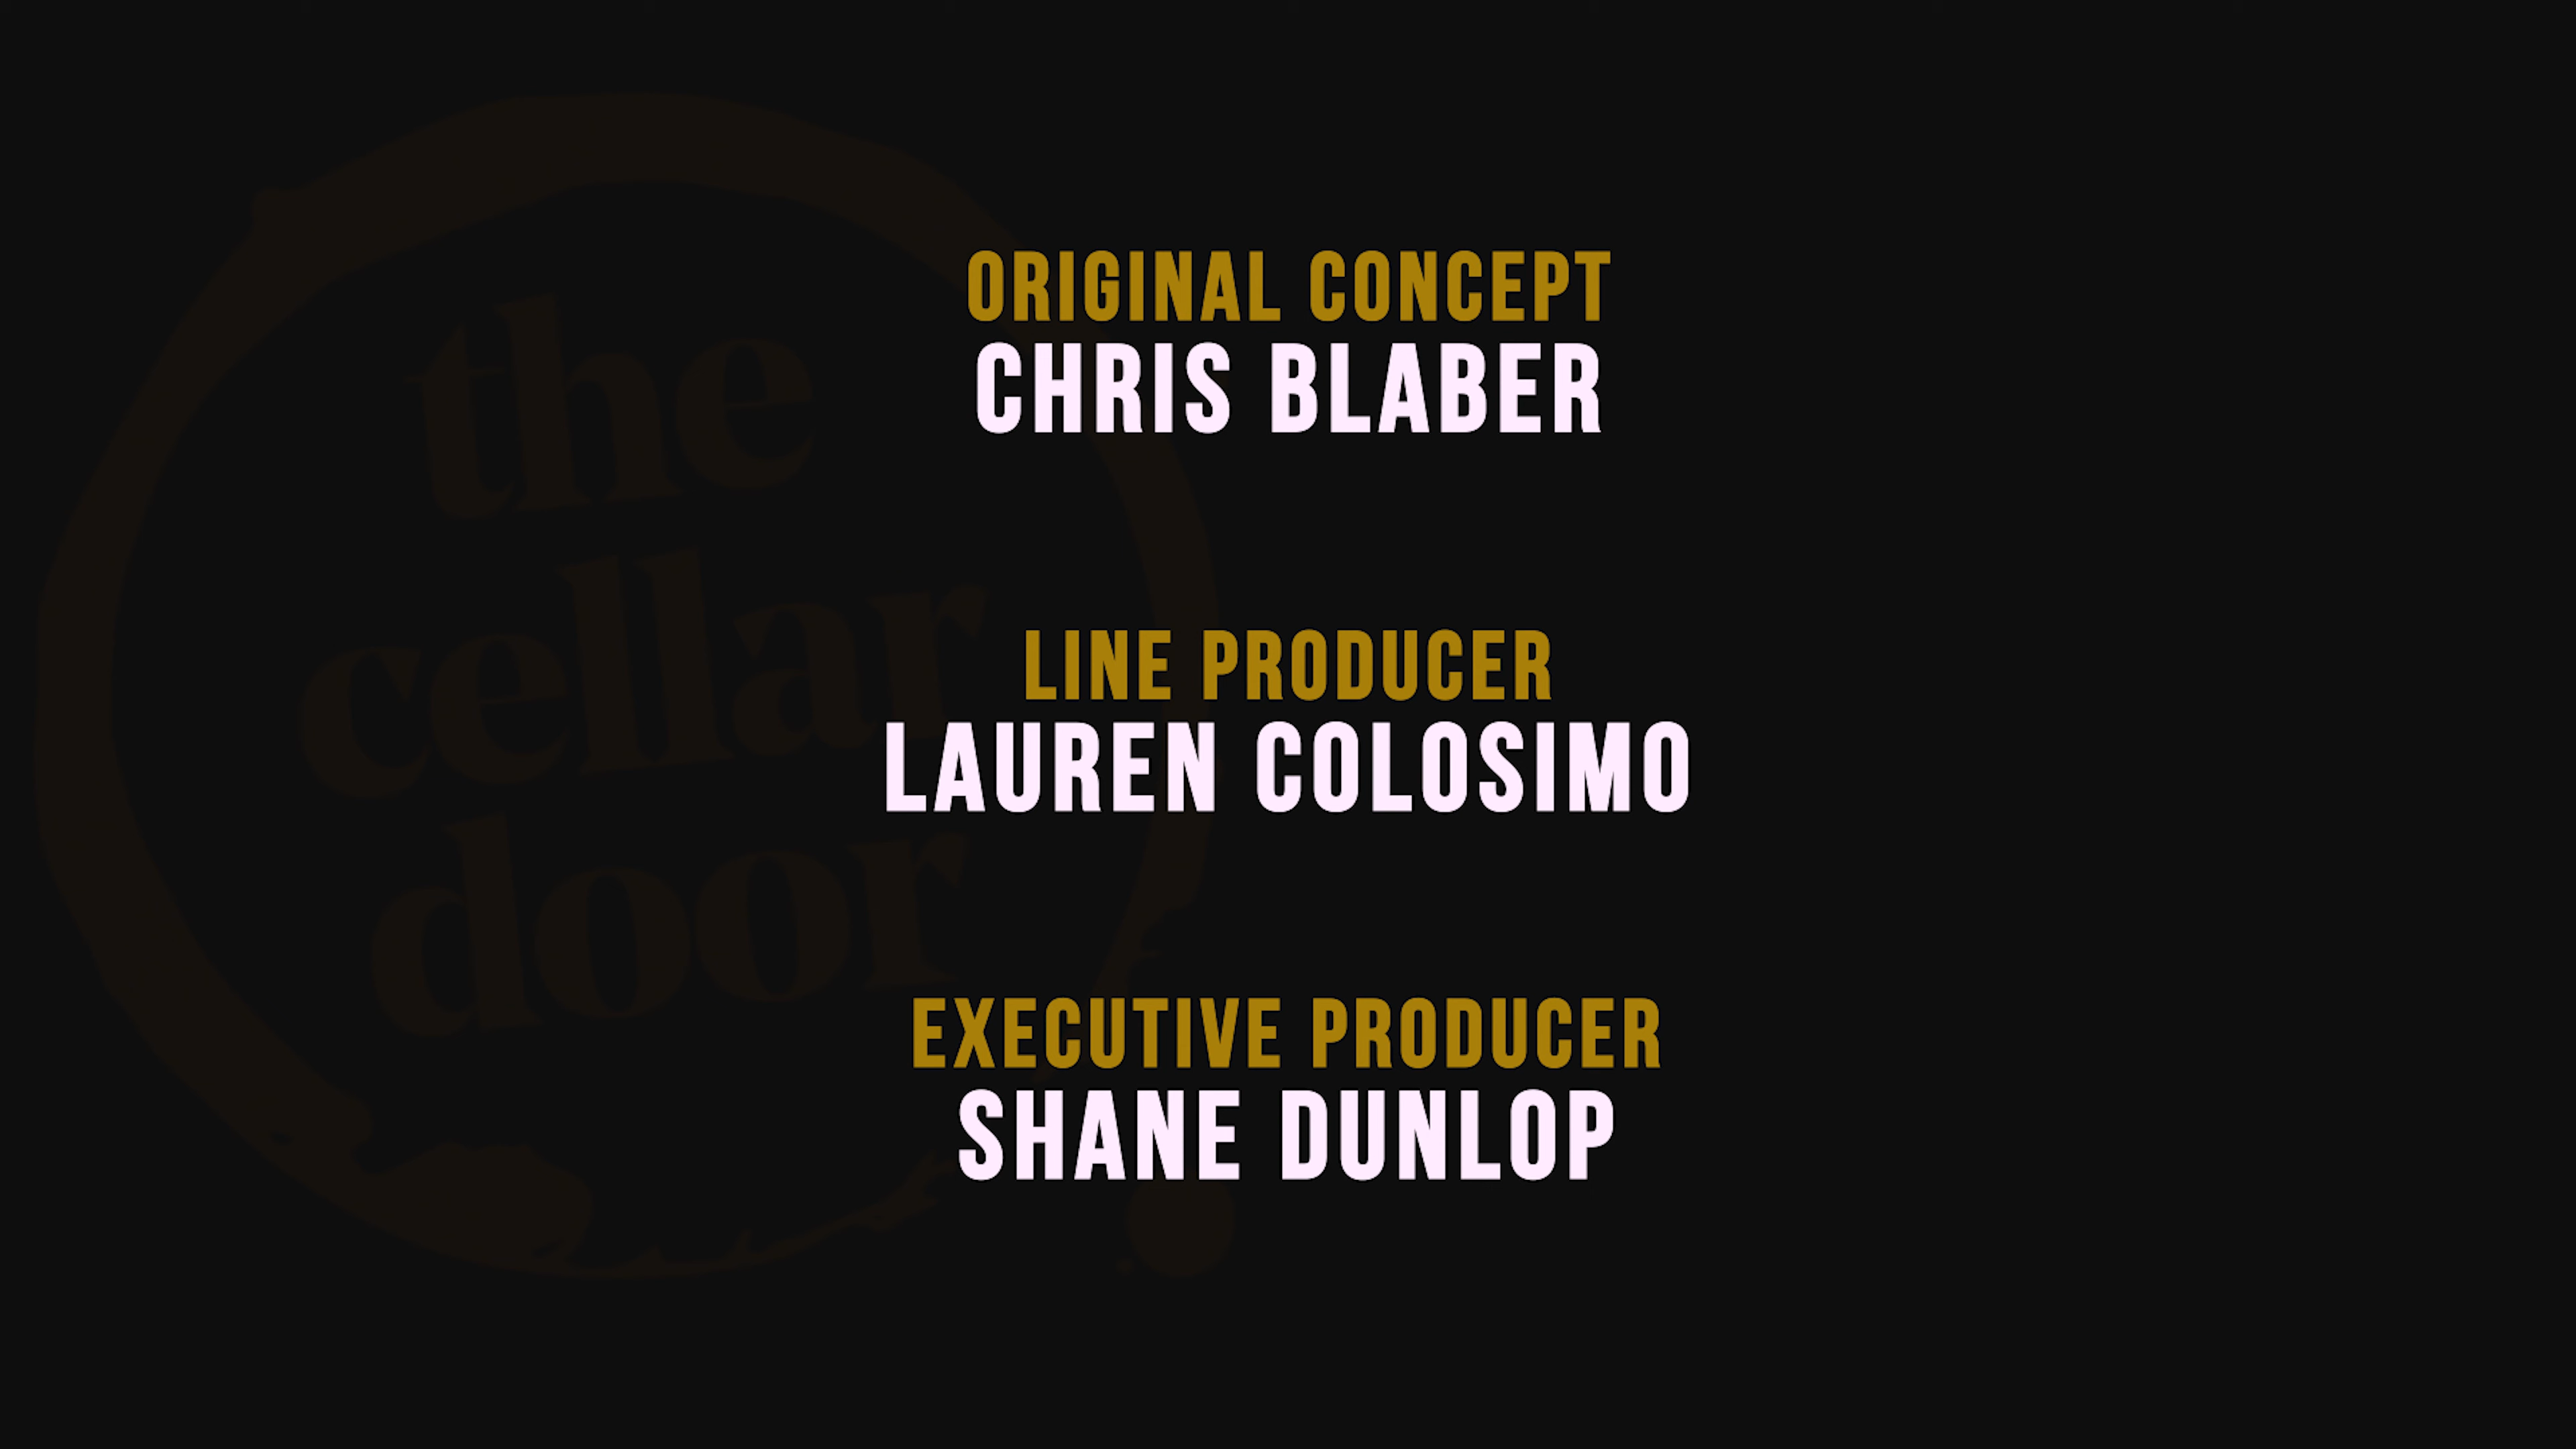 the
cellar
door
ORIGINAL CONCEPT
CHRIS BLABER
LINE PRODUCER
LAUREN COLOSIMO
EXECUTIVE PRODUCER
SHANE DUNLOP